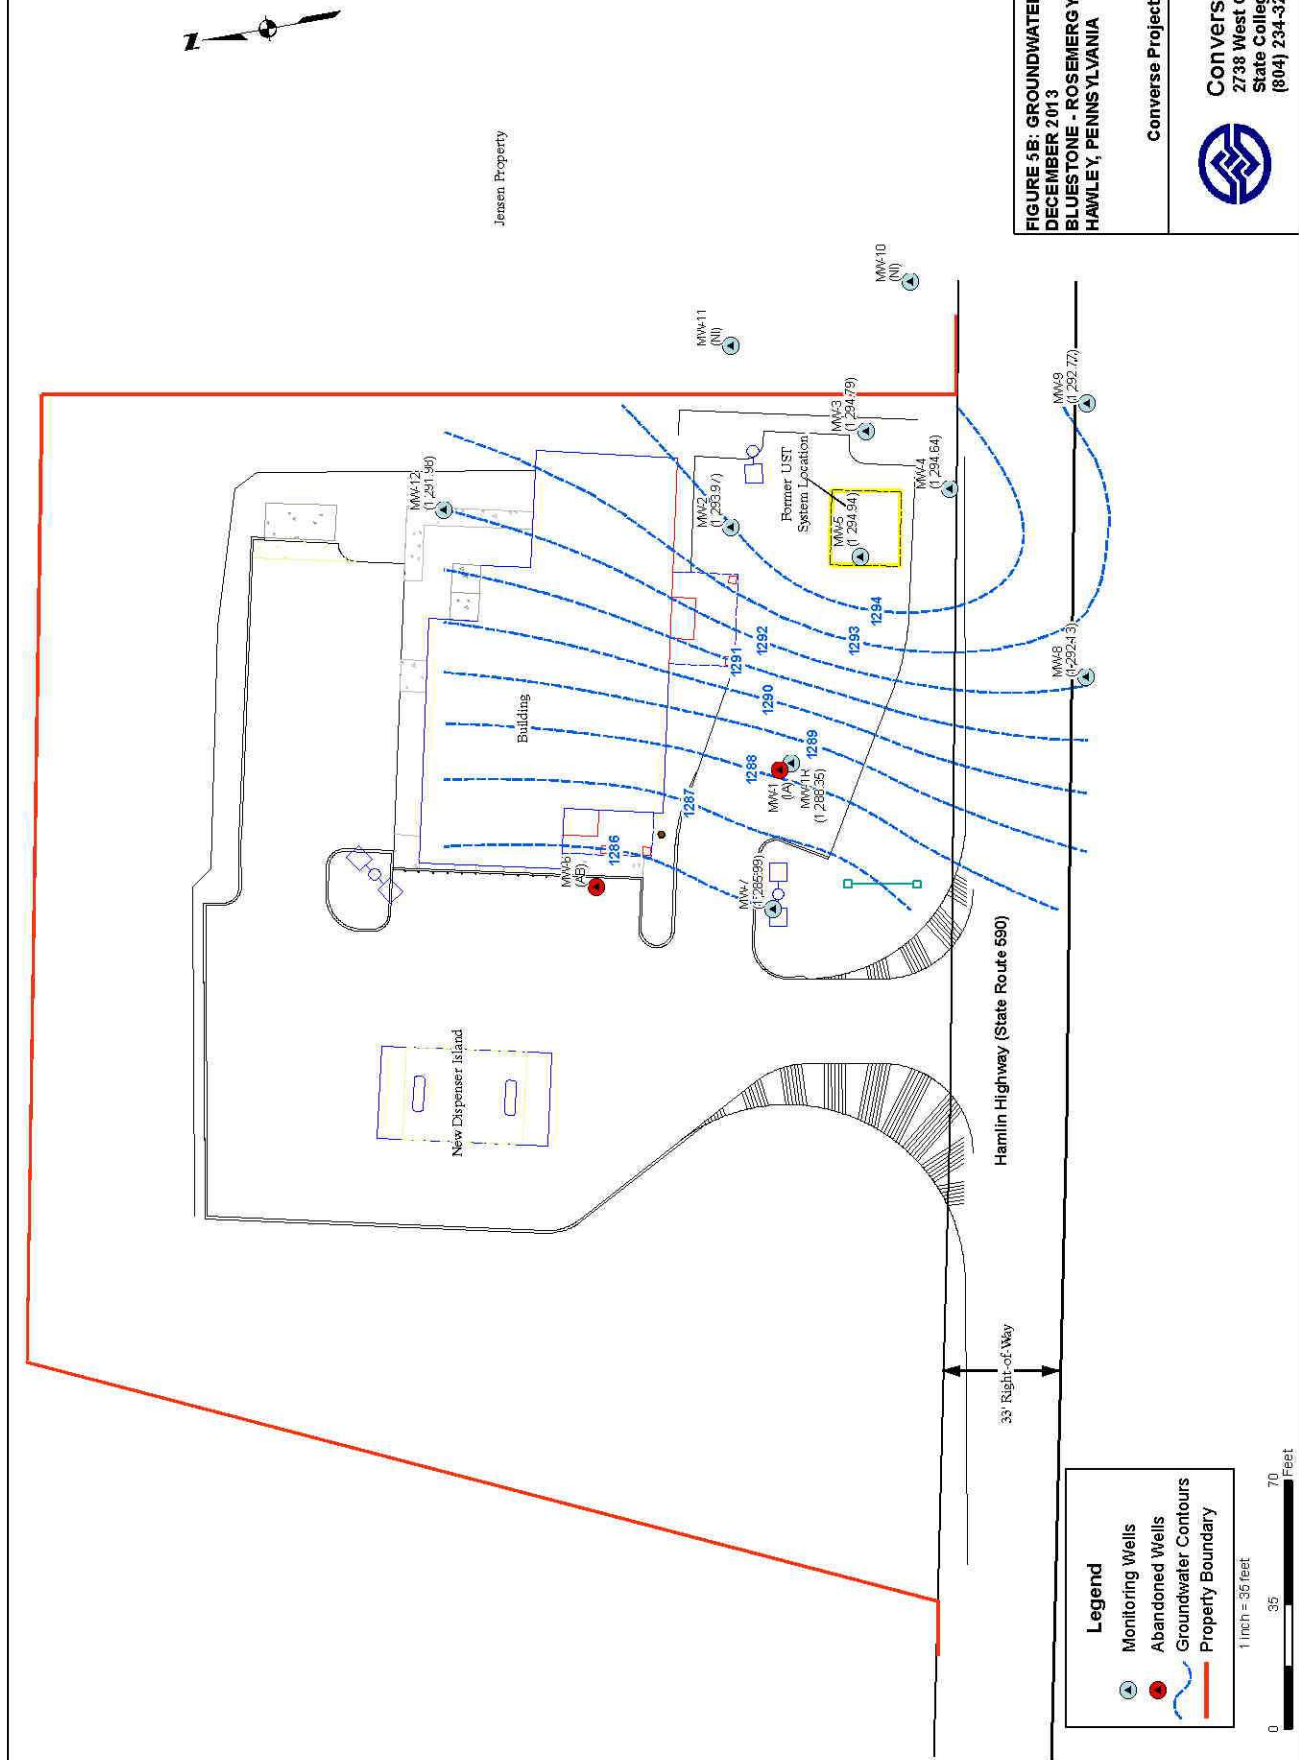 N
Jensen Property
MW-10
(NI)
MW-11
(NI)
MW-9
(1,292.77)
MW-3
(1,294.79)
MW-4
(1,294.64)
MW-12
(1,291.98)
MW-2
(1,293.97)
Former UST
System Location
MW-5
(1,294.94)
MW-8
(1,292.13)
1294
1293
1292
1291
1290
1289
1288
1287
1286
Building
MW-1
(IA)
MW-1R
(1,288.35)
MW-6
(AB)
MW-7
(1,285.99)
New Dispenser Island
Hamlin Highway (State Route 590)
33' Right-of-Way
Legend
Monitoring Wells
Abandoned Wells
Groundwater Contours
Property Boundary
1 inch = 35 feet
0 35 70
Feet
FIGURE 5B: GROUNDWATER
DECEMBER 2013
BLUESTONE - ROSEMERGY
HAWLEY, PENNSYLVANIA
Converse Project
Convers
2738 West C
State Colleg
(804) 234-32